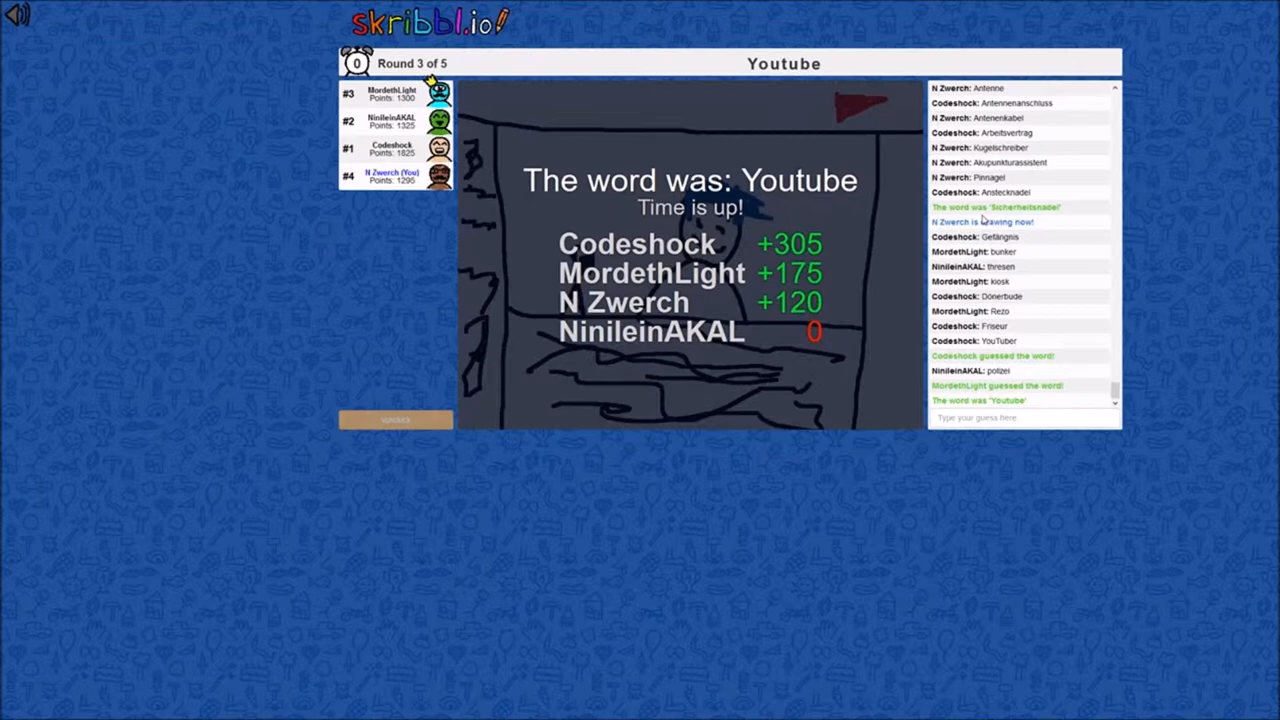 skribbl.io!
0
Round 3 of 5
Youtube
#3
MordethLight
Points: 1300
#2
NinileinAKAL
Points: 1325
#1
Codeshock
Points: 1825
#4
N Zwerch (You)
Points: 1295
The word was: Youtube
Time is up!
Codeshock +305
MordethLight +175
N Zwerch +120
NinileinAKAL 0
N Zwerch: Antenne
Codeshock: Antennenanschluss
N Zwerch: Antenenkabel
Codeshock: Arbeitsvertrag
N Zwerch: Kugelschreiber
N Zwerch: Akupunkturassistent
N Zwerch: Pinnagel
Codeshock: Anstecknadel
The word was 'Sicherheitsnadel'
N Zwerch is drawing now!
Codeshock: Gefängnis
MordethLight: bunker
NinileinAKAL: thresen
MordethLight: kiosk
Codeshock: Dönerbude
MordethLight: Rezo
Codeshock: Friseur
Codeshock: YouTuber
Codeshock guessed the word!
NinileinAKAL: polizei
MordethLight guessed the word!
The word was 'Youtube'
Type your guess here